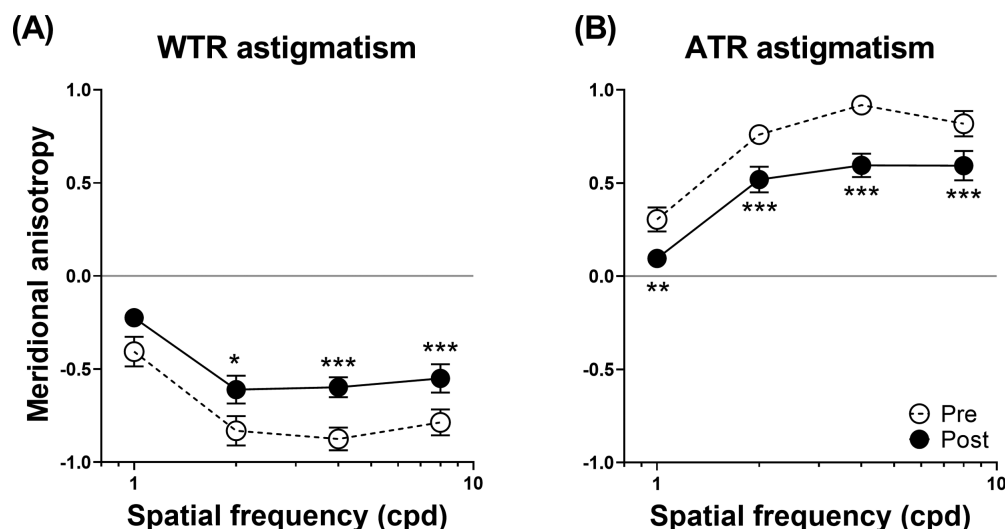 (A)
WTR astigmatism
Meridional anisotropy
1.0
0.5
0.0
-0.5
-1.0
*
***
***
1
10
Spatial frequency (cpd)
(B)
ATR astigmatism
1.0
0.5
0.0
-0.5
-1.0
**
***
***
***
Pre
Post
1
10
Spatial frequency (cpd)